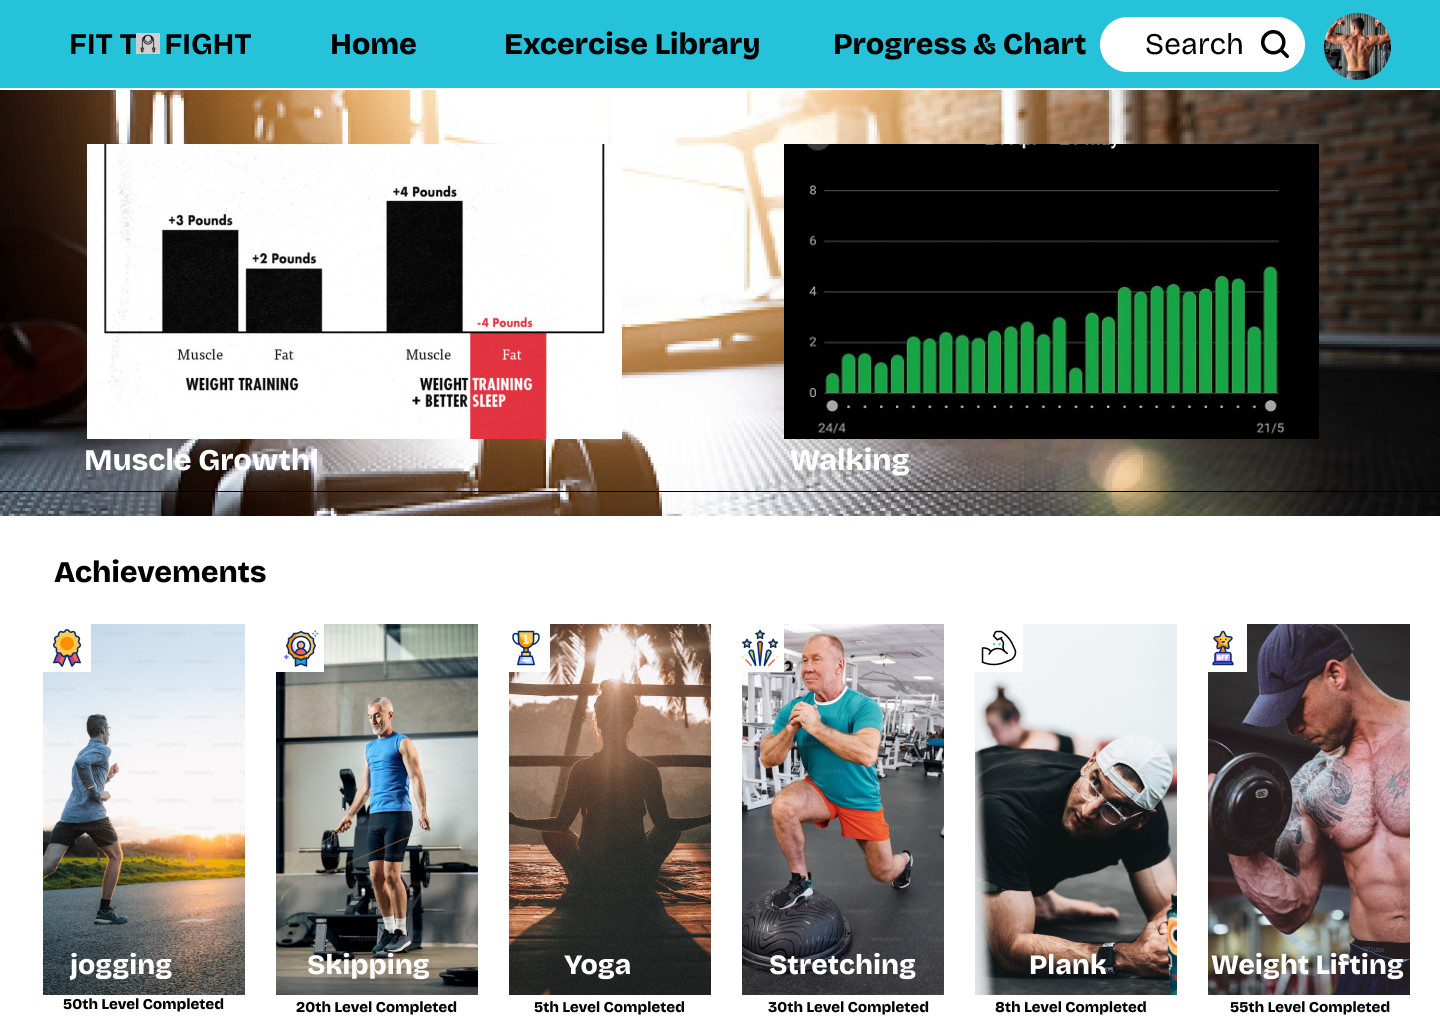 FIT T FIGHT
Home
Excercise Library
Progress & Chart
Search
+3 Pounds
+2 Pounds
+4 Pounds
-4 Pounds
Muscle
Fat
Muscle
Fat
WEIGHT TRAINING
WEIGHT TRAINING
+ BETTER SLEEP
Muscle Growthl
8
6
4
2
0
24/4
21/5
Walking
Achievements
1
BFF
jogging
Skipping
Yoga
Stretching
Plank
Weight Lifting
50th Level Completed
20th Level Completed
5th Level Completed
30th Level Completed
8th Level Completed
55th Level Completed